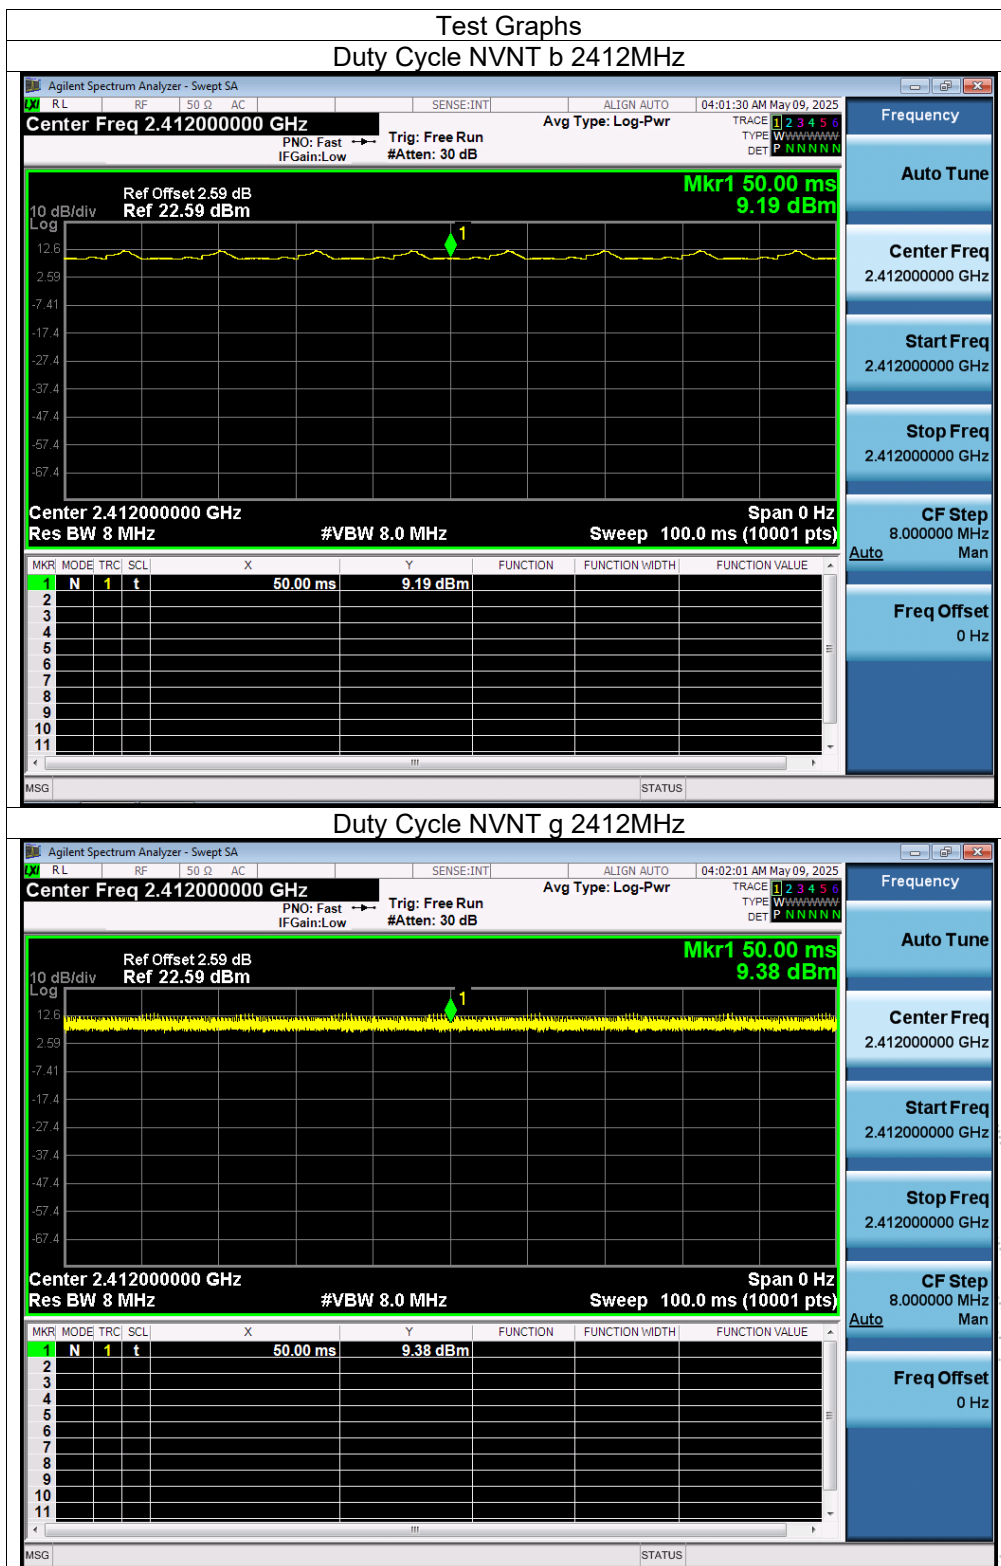 Test Graphs
Duty Cycle NVNT b 2412MHz
Agilent Spectrum Analyzer - Swept SA
LXI RL RF 50 Ω AC SENSE:INT ALIGN AUTO 04:01:30 AM May 09, 2025
Center Freq 2.412000000 GHz Avg Type: Log-Pwr TRACE 1 2 3 4 5 6
PNO: Fast Trig: Free Run TYPE WWWWWW
IFGain:Low #Atten: 30 dB DET P N N N N N
Frequency
Mkr1 50.00 ms
Ref Offset 2.59 dB
10 dB/div Ref 22.59 dBm 9.19 dBm
Log
1
12.6
2.59
-7.41
-17.4
-27.4
-37.4
-47.4
-57.4
-67.4
Center 2.412000000 GHz Span 0 Hz
Res BW 8 MHz #VBW 8.0 MHz Sweep 100.0 ms (10001 pts)
MKR MODE TRC SCL X Y FUNCTION FUNCTION WIDTH FUNCTION VALUE
1 N 1 t 50.00 ms 9.19 dBm
2
3
4
5
6
7
8
9
10
11
MSG STATUS
Auto Tune
Center Freq
2.412000000 GHz
Start Freq
2.412000000 GHz
Stop Freq
2.412000000 GHz
CF Step
8.000000 MHz
Auto Man
Freq Offset
0 Hz
Duty Cycle NVNT g 2412MHz
Agilent Spectrum Analyzer - Swept SA
LXI RL RF 50 Ω AC SENSE:INT ALIGN AUTO 04:02:01 AM May 09, 2025
Center Freq 2.412000000 GHz Avg Type: Log-Pwr TRACE 1 2 3 4 5 6
PNO: Fast Trig: Free Run TYPE WWWWWW
IFGain:Low #Atten: 30 dB DET P N N N N N
Frequency
Mkr1 50.00 ms
Ref Offset 2.59 dB
10 dB/div Ref 22.59 dBm 9.38 dBm
Log
1
12.6
2.59
-7.41
-17.4
-27.4
-37.4
-47.4
-57.4
-67.4
Center 2.412000000 GHz Span 0 Hz
Res BW 8 MHz #VBW 8.0 MHz Sweep 100.0 ms (10001 pts)
MKR MODE TRC SCL X Y FUNCTION FUNCTION WIDTH FUNCTION VALUE
1 N 1 t 50.00 ms 9.38 dBm
2
3
4
5
6
7
8
9
10
11
MSG STATUS
Auto Tune
Center Freq
2.412000000 GHz
Start Freq
2.412000000 GHz
Stop Freq
2.412000000 GHz
CF Step
8.000000 MHz
Auto Man
Freq Offset
0 Hz